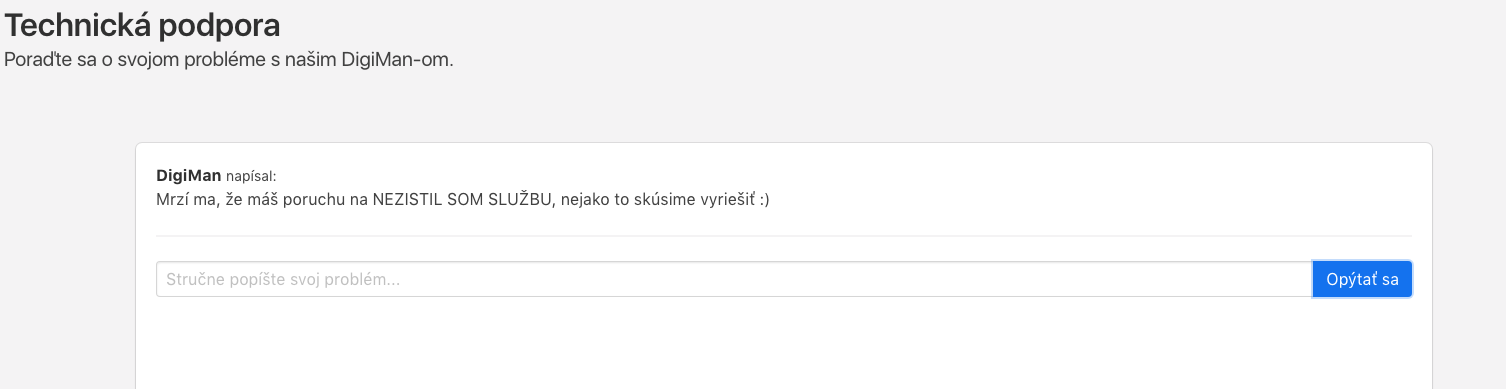 Technická podpora
Poraďte sa o svojom probléme s našim DigiMan-om.
DigiMan napísal:
Mrzí ma, že máš poruchu na NEZISTIL SOM SLUŽBU, nejako to skúsime vyriešiť :)
Stručne popíšte svoj problém... Opýtať sa